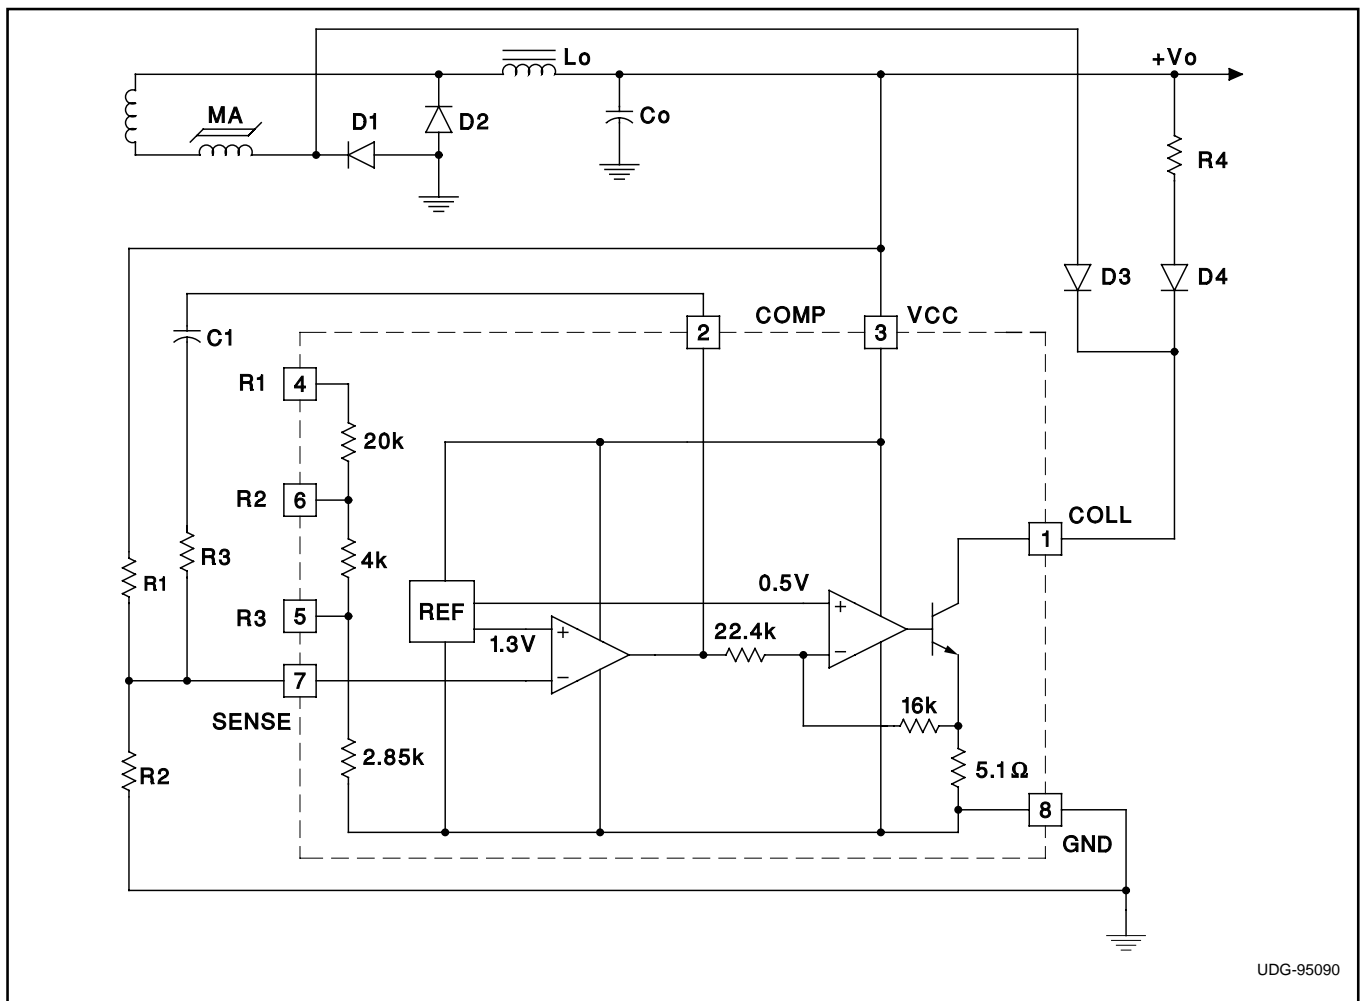 Lo
+Vo
MA
D1
D2
Co
R4
D3
D4
COMP
VCC
2
3
C1
R1
4
20k
R2
6
COLL
1
R3
4k
R1
0.5V
REF
+
R3
5
1.3V
+
22.4k
−
−
7
SENSE
16k
R2
2.85k
5.1Ω
8
GND
UDG-95090